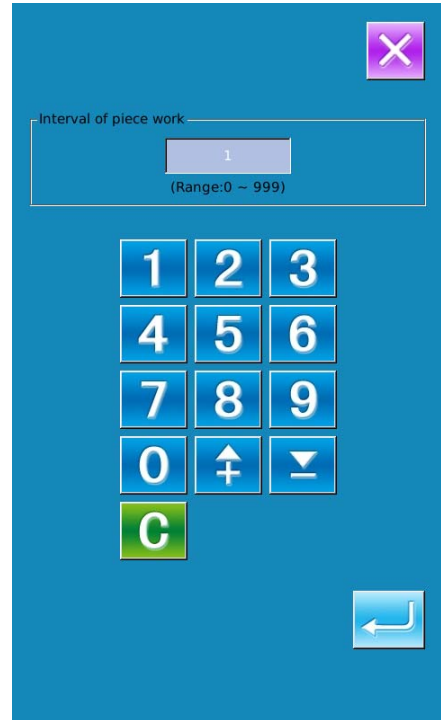 Interval of piece work
1
(Range:0 ~ 999)
1 2 3
4 5 6
7 8 9
0 + −
C